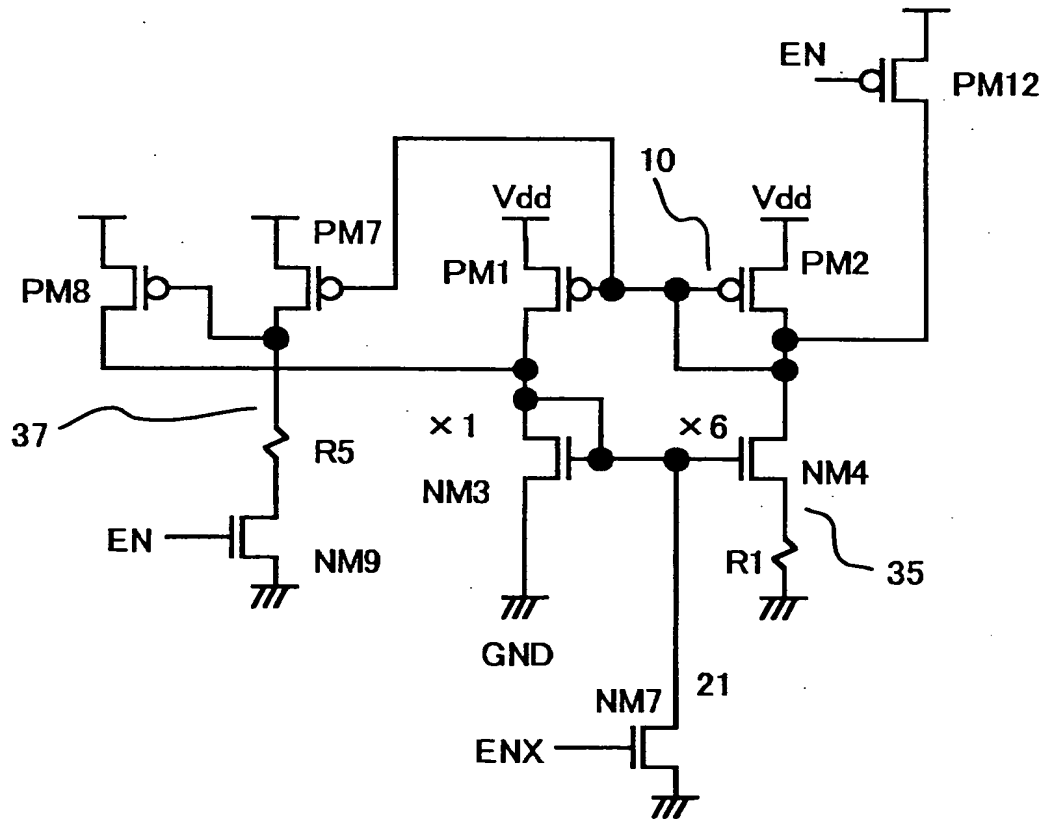 EN
PM12
10
Vdd
Vdd
PM7
PM8
PM1
PM2
37
×1
×6
R5
NM3
NM4
EN
NM9
R1
35
GND
21
NM7
ENX